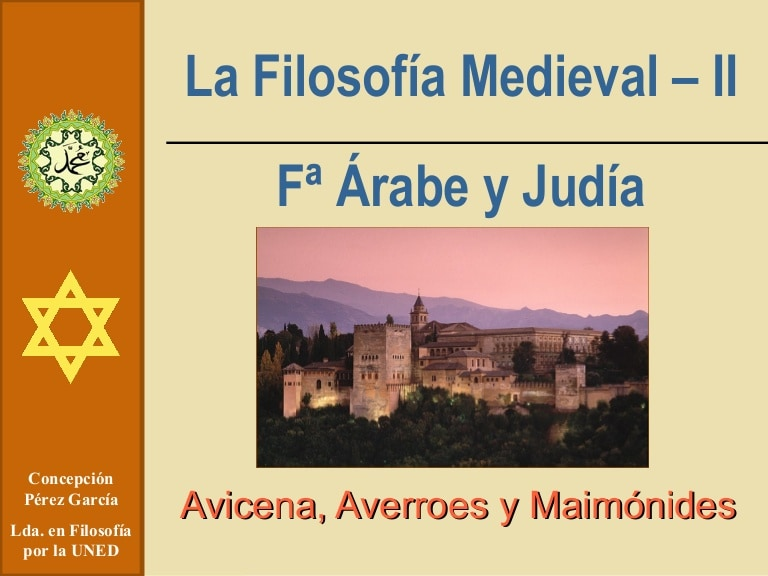 La Filosofía Medieval – II
Fª Árabe y Judía
محمد
Avicena, Averroes y Maimónides
Concepción
Pérez García
Lda. en Filosofía
por la UNED